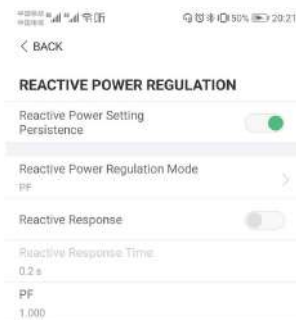 50% 20:21
< BACK
REACTIVE POWER REGULATION
Reactive Power Setting
Persistence
Reactive Power Regulation Mode
PF
Reactive Response
Reactive Response Time
0.2 s
PF
1.000